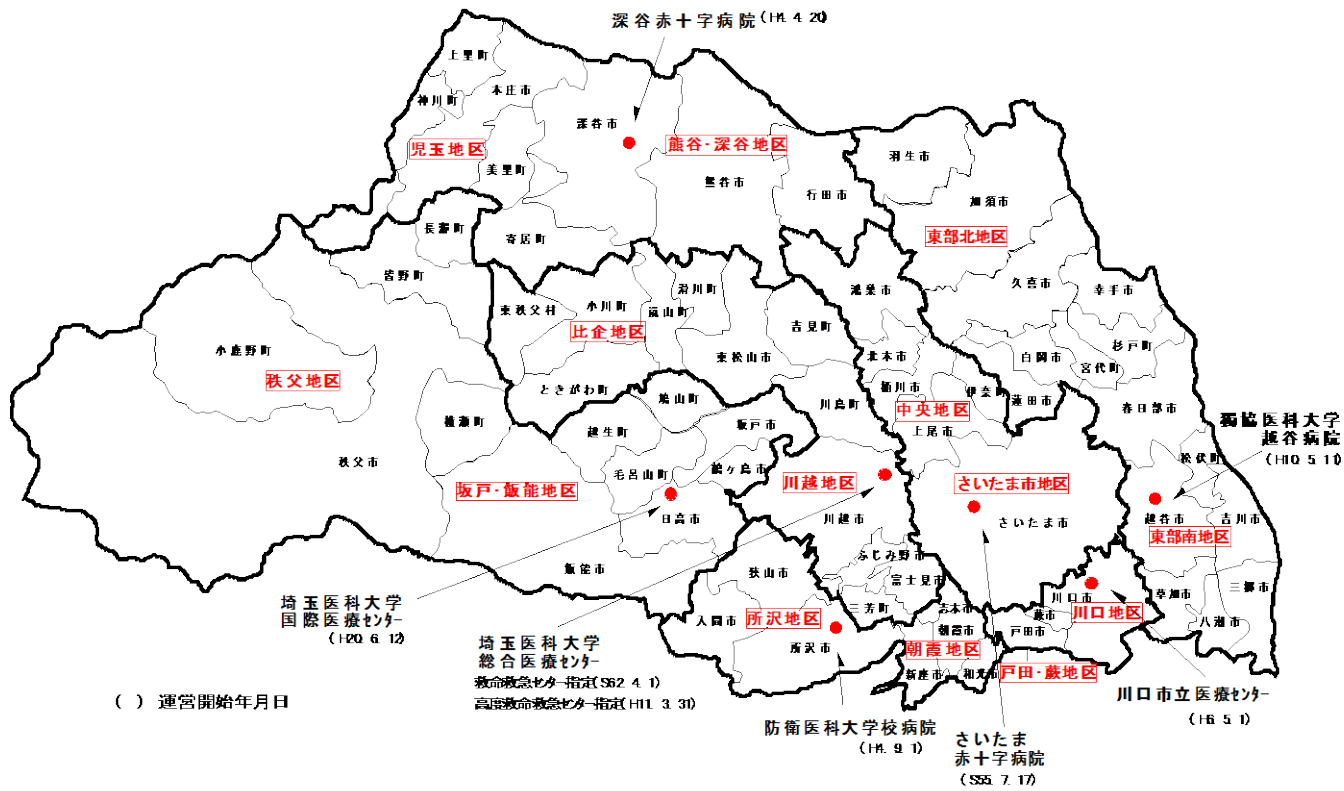 深谷赤十字病院(H4.4.20)
上里町
本庄市
神川町
深谷市
児玉地区
熊谷・深谷地区
羽生市
美里町
熊谷市
行田市
加須市
長瀞町
東部北地区
寄居町
皆野町
久喜市
幸手市
滑川町
鴻巣市
東秩父村
小川町
嵐山町
吉見町
比企地区
杉戸町
小鹿野町
東松山市
北本市
白岡市
宮代町
秩父地区
ときがわ町
桶川市
伊奈町
蓮田市
鳩山町
川島町
中央地区
春日部市
横瀬町
越生町
坂戸市
上尾市
獨協医科大学
越谷病院
(H10.5.11)
秩父市
松伏町
毛呂山町
鶴ヶ島市
坂戸・飯能地区
川越地区
さいたま市地区
日高市
川越市
さいたま市
越谷市
吉川市
東部南地区
ふじみ野市
飯能市
狭山市
富士見市
三郷市
川口市
草加市
埼玉医科大学
国際医療センター
(H20.6.12)
三芳町
志木市
蕨市
川口地区
入間市
所沢地区
朝霞市
戸田市
八潮市
埼玉医科大学
総合医療センター
救命救急センター指定(S62.4.1)
高度救命救急センター指定(H11.3.31)
所沢市
朝霞地区
新座市
和光市
戸田・蕨地区
( ) 運営開始年月日
川口市立医療センター
(H6.5.1)
防衛医科大学校病院
(H4.9.1)
さいたま
赤十字病院
(S55.7.17)